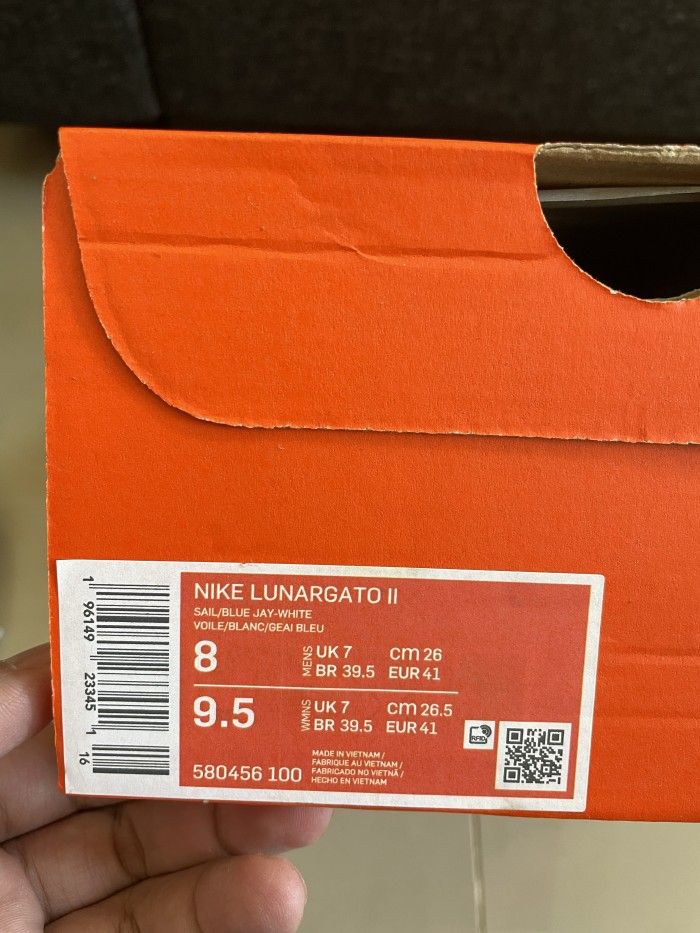 NIKE LUNARGATO II
SAIL/BLUE JAY-WHITE
VOILE/BLANC/GEAI BLEU
8 MENS UK 7 CM 26
BR 39.5 EUR 41
9.5 WMNS UK 7 CM 26.5
BR 39.5 EUR 41
580456 100
MADE IN VIETNAM /
FABRIQUE AU VIETNAM /
FABRICADO NO VIETNÃ /
HECHO EN VIETNAM
RFID
1 96149 23345 1 16